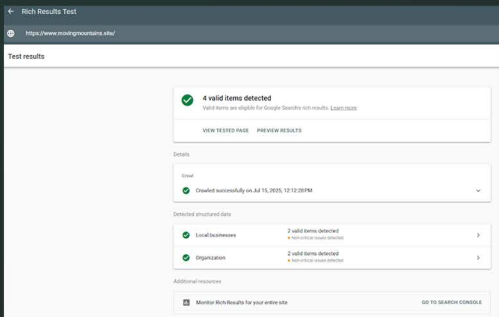 Rich Results Test
https://www.movingmountains.site/
Test results
4 valid items detected
Valid items are eligible for Google Search's rich results. Learn more
VIEW TESTED PAGE PREVIEW RESULTS
Details
Crawl
Crawled successfully on Jul 15, 2025, 12:12:28 PM
Detected structured data
Local businesses 2 valid items detected
Non-critical issues detected
Organization 2 valid items detected
Non-critical issues detected
Additional resources
Monitor Rich Results for your entire site GO TO SEARCH CONSOLE